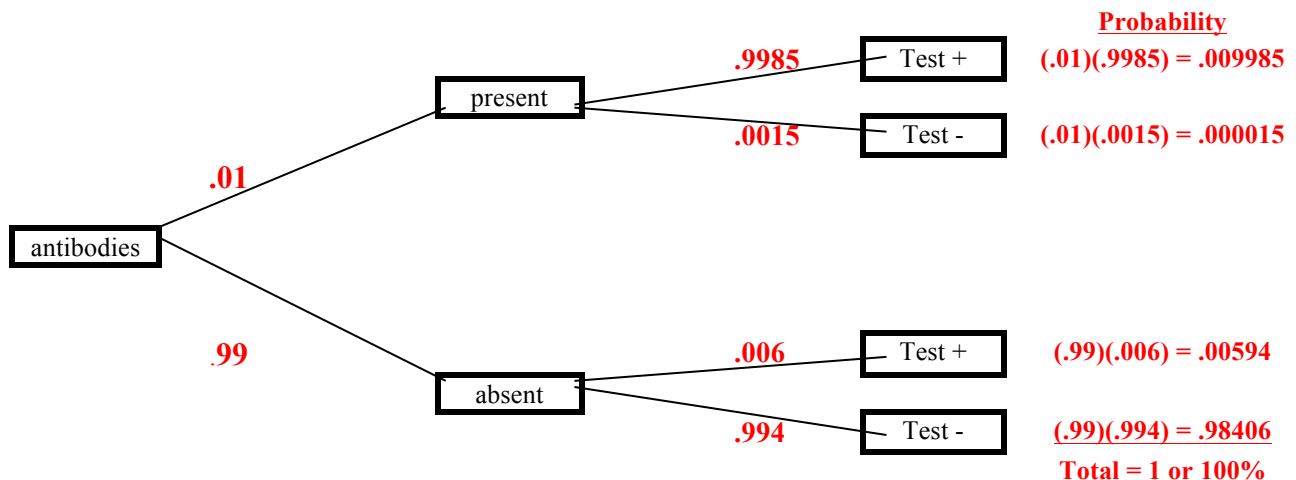 Probability
.9985 Test + (.01)(.9985) = .009985
present
.0015 Test - (.01)(.0015) = .000015
.01
antibodies
.99
.006 Test + (.99)(.006) = .00594
absent
.994 Test - (.99)(.994) = .98406
Total = 1 or 100%